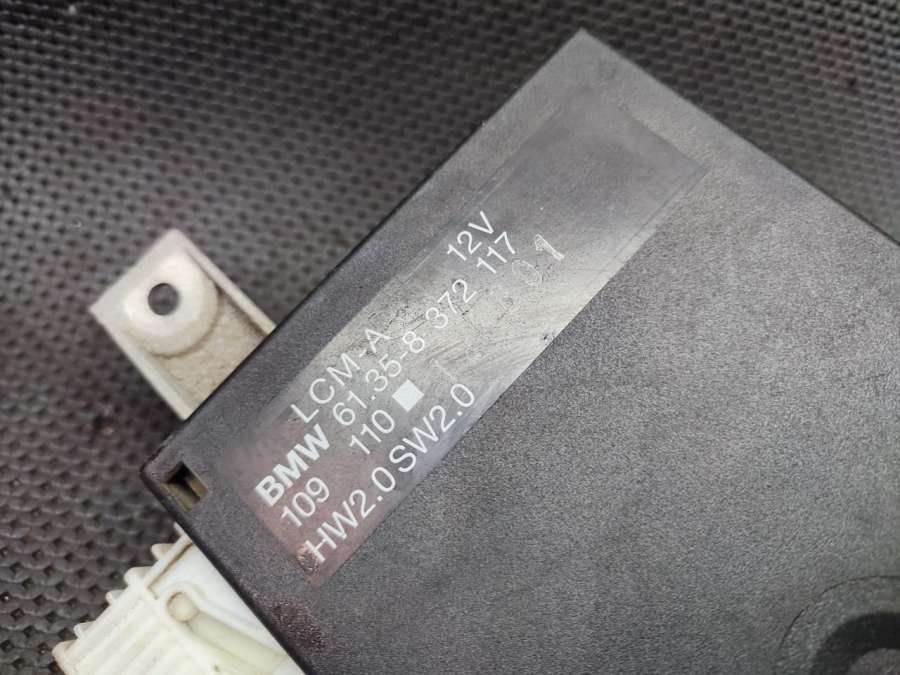 LCM-A 12V
BMW 61.35-8 372 117
109 110
HW2.0 SW2.0